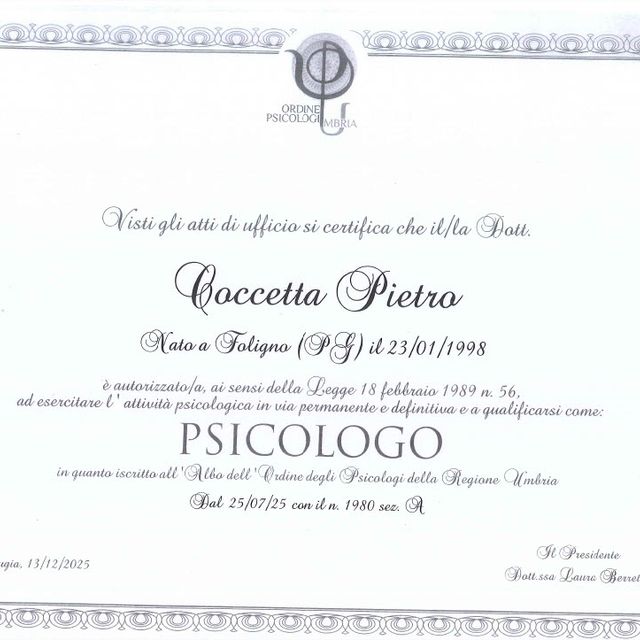 ORDINE
PSICOLOGI
UMBRIA
Visti gli atti di ufficio si certifica che il/la Dott.
Coccetta Pietro
Nato a Foligno (PG) il 23/01/1998
è autorizzato/a, ai sensi della Legge 18 febbraio 1989 n. 56,
ad esercitare l'attività psicologica in via permanente e definitiva e a qualificarsi come:
PSICOLOGO
in quanto iscritto all'Albo dell'Ordine degli Psicologi della Regione Umbria
Dal 25/07/25 con il n. 1980 sez. A
13/12/2025
Il Presidente
Dott.ssa Laura